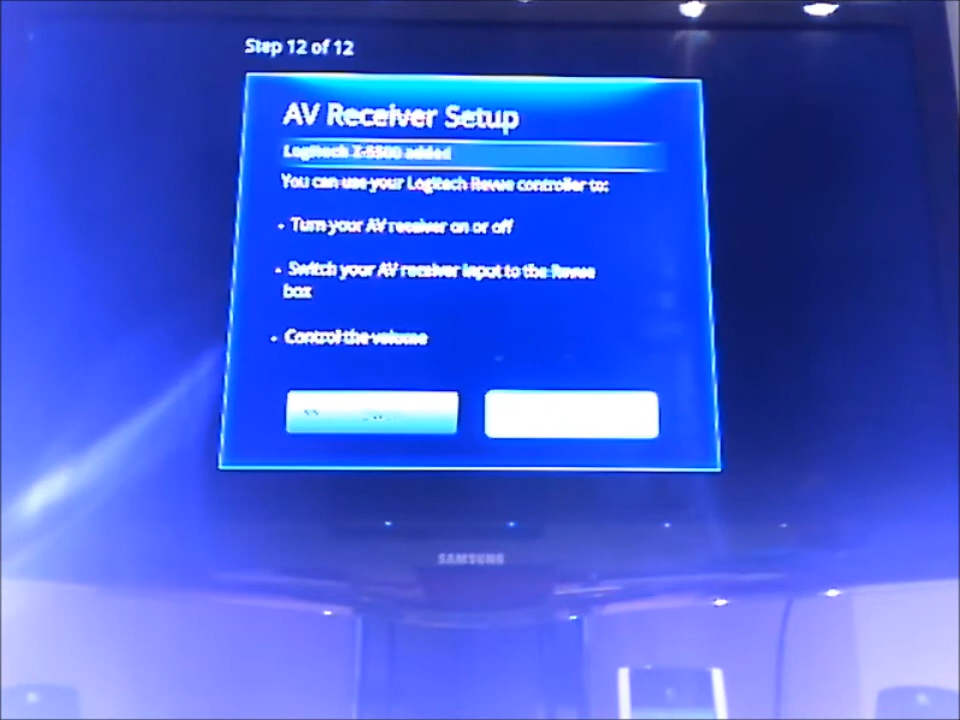 Step 12 of 12
AV Receiver Setup
Logitech Z-5500 added
You can use your Logitech Revue controller to:
• Turn your AV receiver on or off
• Switch your AV receiver input to the Revue
box
• Control the volume
SAMSUNG